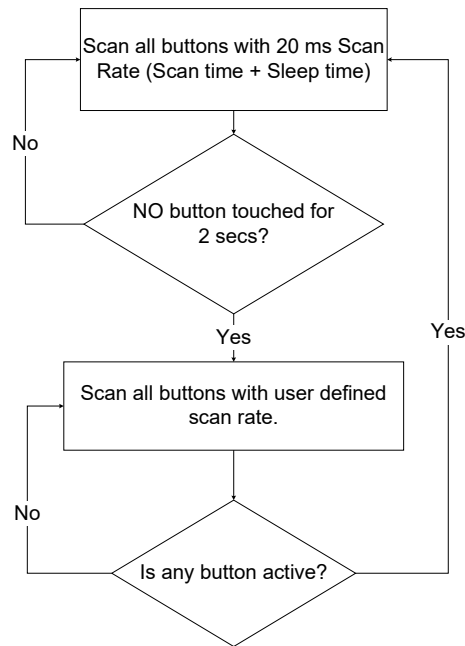 Scan all buttons with 20 ms Scan
Rate (Scan time + Sleep time)
No
NO button touched for
2 secs?
Yes
Yes
Scan all buttons with user defined
scan rate.
No
Is any button active?